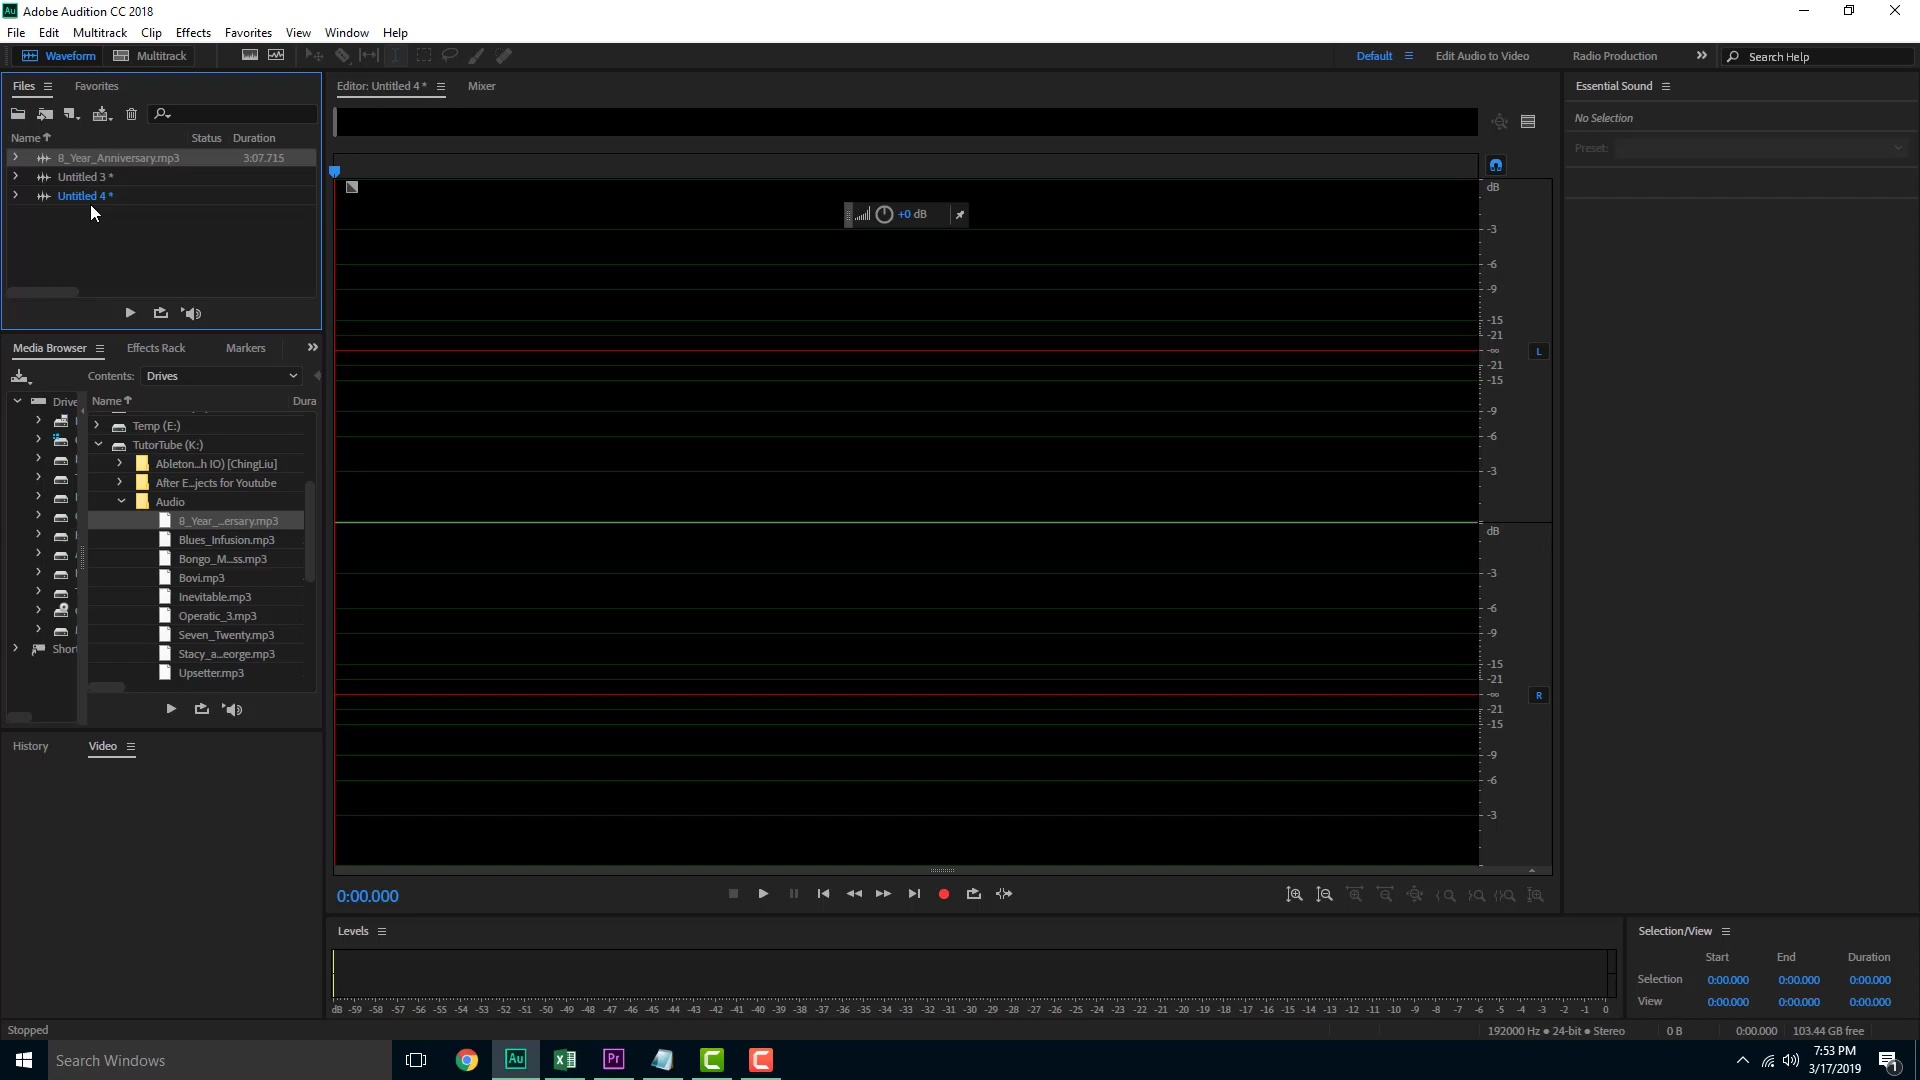 Au Adobe Audition CC 2018
File Edit Multitrack Clip Effects Favorites View Window Help
Waveform Multitrack Default Edit Audio to Video Radio Production Search Help
Files Favorites
Name Status Duration
8_Year_Anniversary.mp3 3:07.715
Untitled 3 *
Untitled 4 *
Media Browser Effects Rack Markers
Contents: Drives
Drive
Name Dura
Temp (E:)
TutorTube (K:)
Ableton...h IO) [ChingLiu]
After E...jects for Youtube
Audio
8_Year_...ersary.mp3
Blues_Infusion.mp3
Bongo_M...ss.mp3
Bovi.mp3
Inevitable.mp3
Operatic_3.mp3
Seven_Twenty.mp3
Shor
Stacy_a...eorge.mp3
Upsetter.mp3
History Video
Editor: Untitled 4 * Mixer
+0 dB
dB
-3
-6
-9
-15
-21
-∞
-21
-15
-9
-6
-3
L
dB
-3
-6
-9
-15
-21
-∞
-21
-15
-9
-6
-3
R
0:00.000
Levels
dB -59 -58 -57 -56 -55 -54 -53 -52 -51 -50 -49 -48 -47 -46 -45 -44 -43 -42 -41 -40 -39 -38 -37 -36 -35 -34 -33 -32 -31 -30 -29 -28 -27 -26 -25 -24 -23 -22 -21 -20 -19 -18 -17 -16 -15 -14 -13 -12 -11 -10 -9 -8 -7 -6 -5 -4 -3 -2 -1 0
Essential Sound
No Selection
Preset:
Selection/View
Start End Duration
Selection 0:00.000 0:00.000 0:00.000
View 0:00.000 0:00.000 0:00.000
Stopped 192000 Hz ● 24-bit ● Stereo 0 B 0:00.000 103.44 GB free
Search Windows Au Pr
7:53 PM
3/17/2019
1